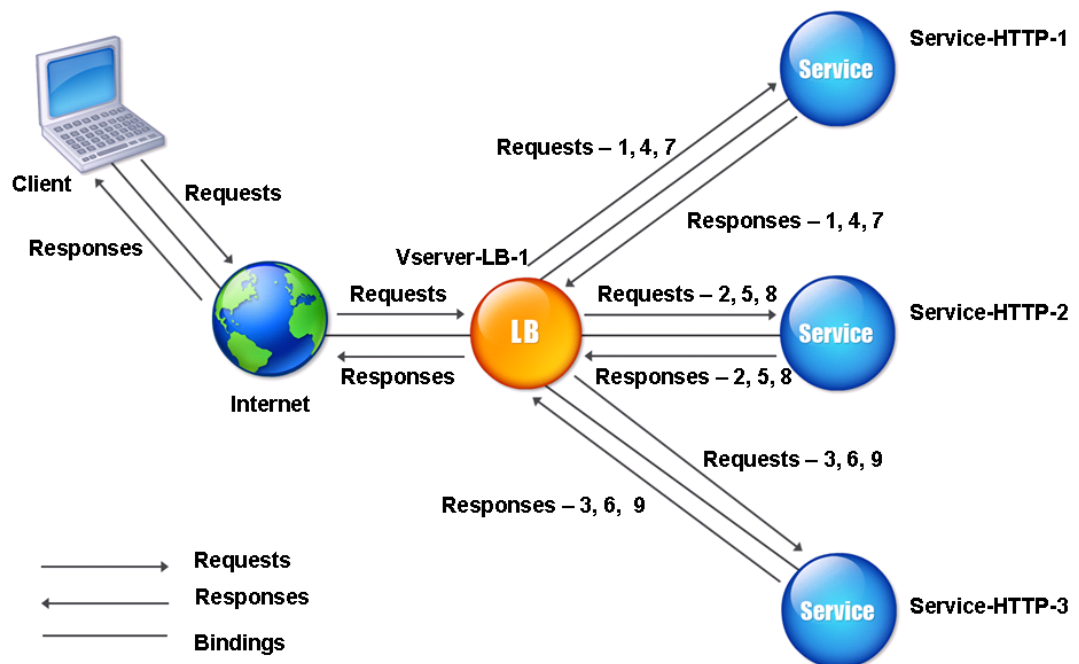 Service-HTTP-1
Service
Requests – 1, 4, 7
Client
Requests
Responses
Responses – 1, 4, 7
Vserver-LB-1
Requests
Requests – 2, 5, 8
Service-HTTP-2
LB
Service
Responses
Responses – 2, 5, 8
Internet
Requests – 3, 6, 9
Responses – 3, 6,  9
Requests
Responses
Service
Service-HTTP-3
Bindings